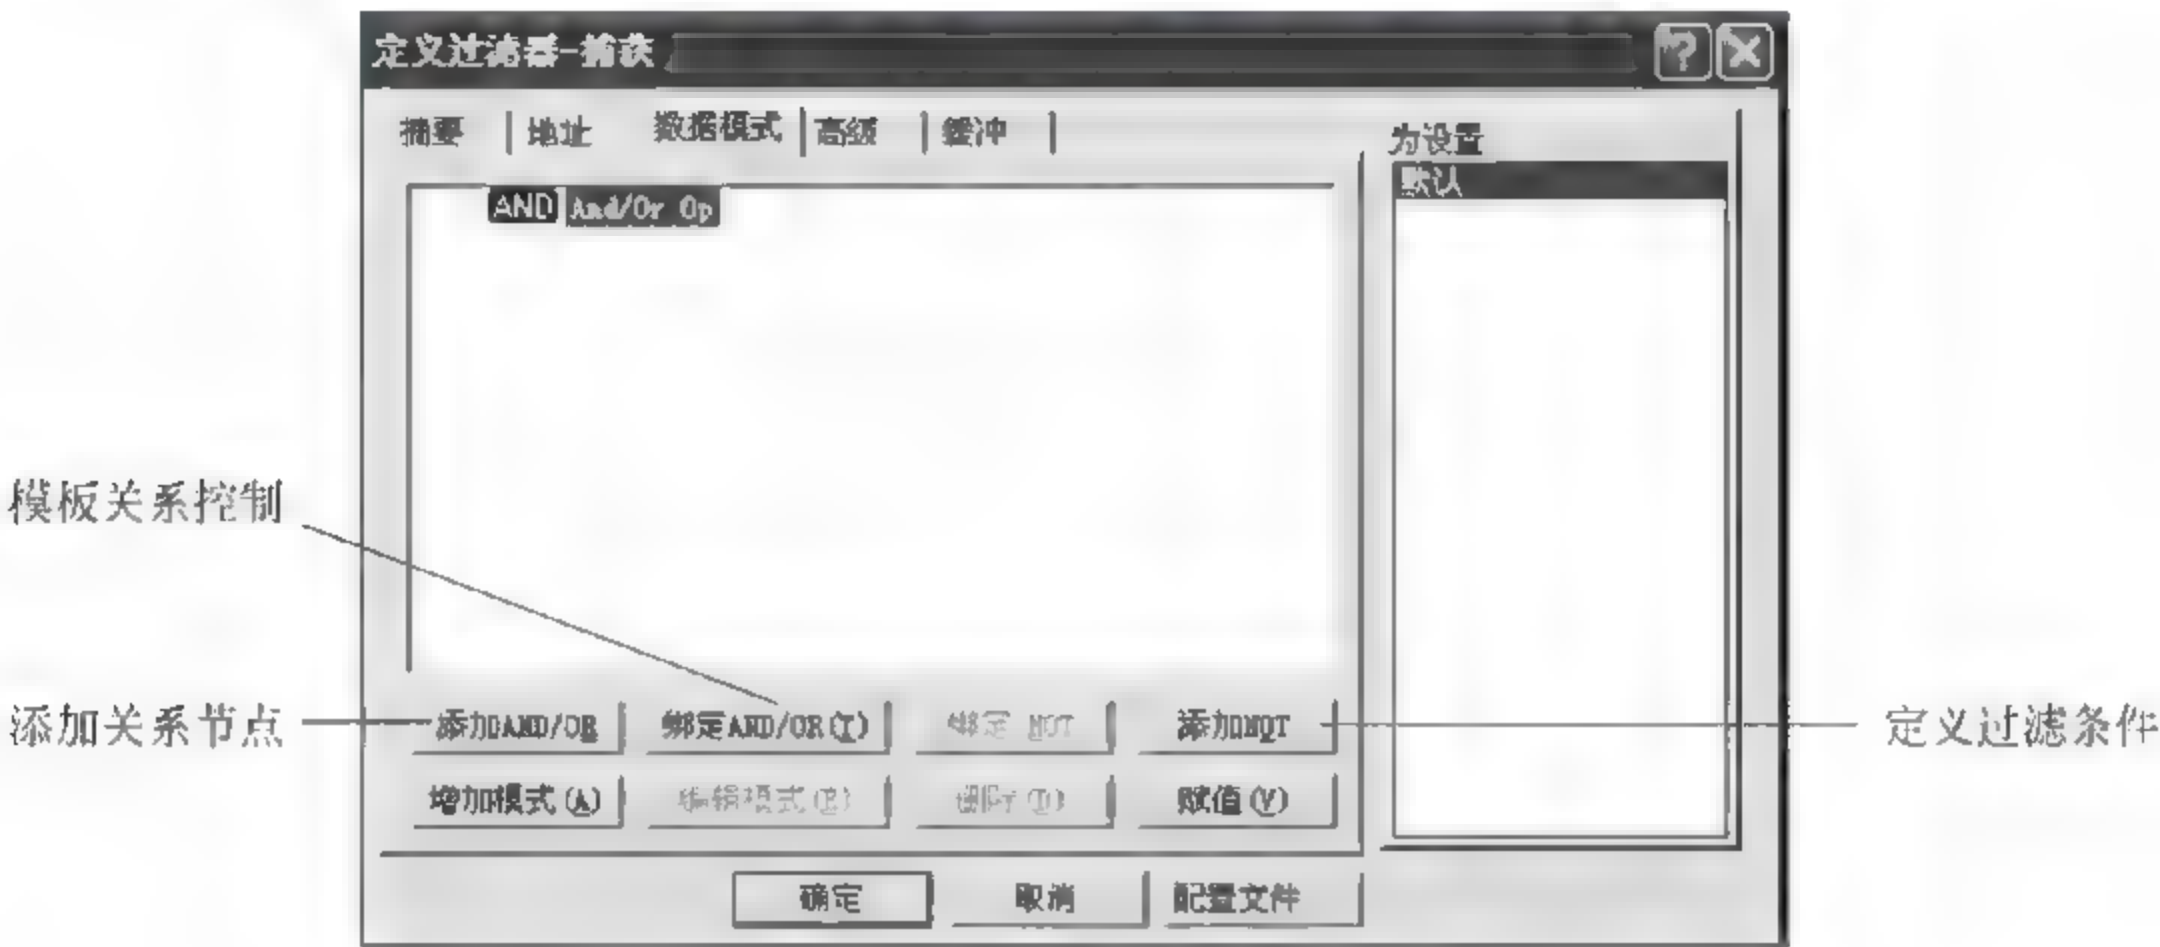 定义过滤器-捕获
摘要 地址 数据模式 高级 缓冲
为设置
默认
AND And/Or Op
模板关系控制
添加关系节点
添加AND/OR 绑定AND/OR(T) 绑定 NOT 添加NOT
定义过滤条件
增加模式(A) 编辑模式(E) 删除(D) 赋值(V)
确定 取消 配置文件